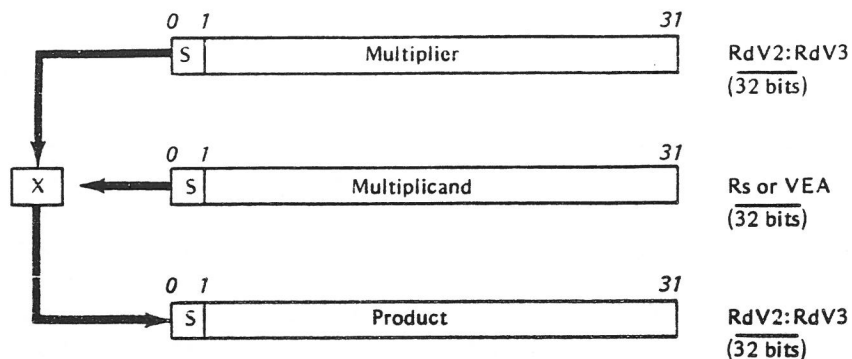 0 1 31
S Multiplier RdV2:RdV3
(32 bits)
0 1 31
X S Multiplicand Rs or VEA
(32 bits)
0 1 31
S Product RdV2:RdV3
(32 bits)